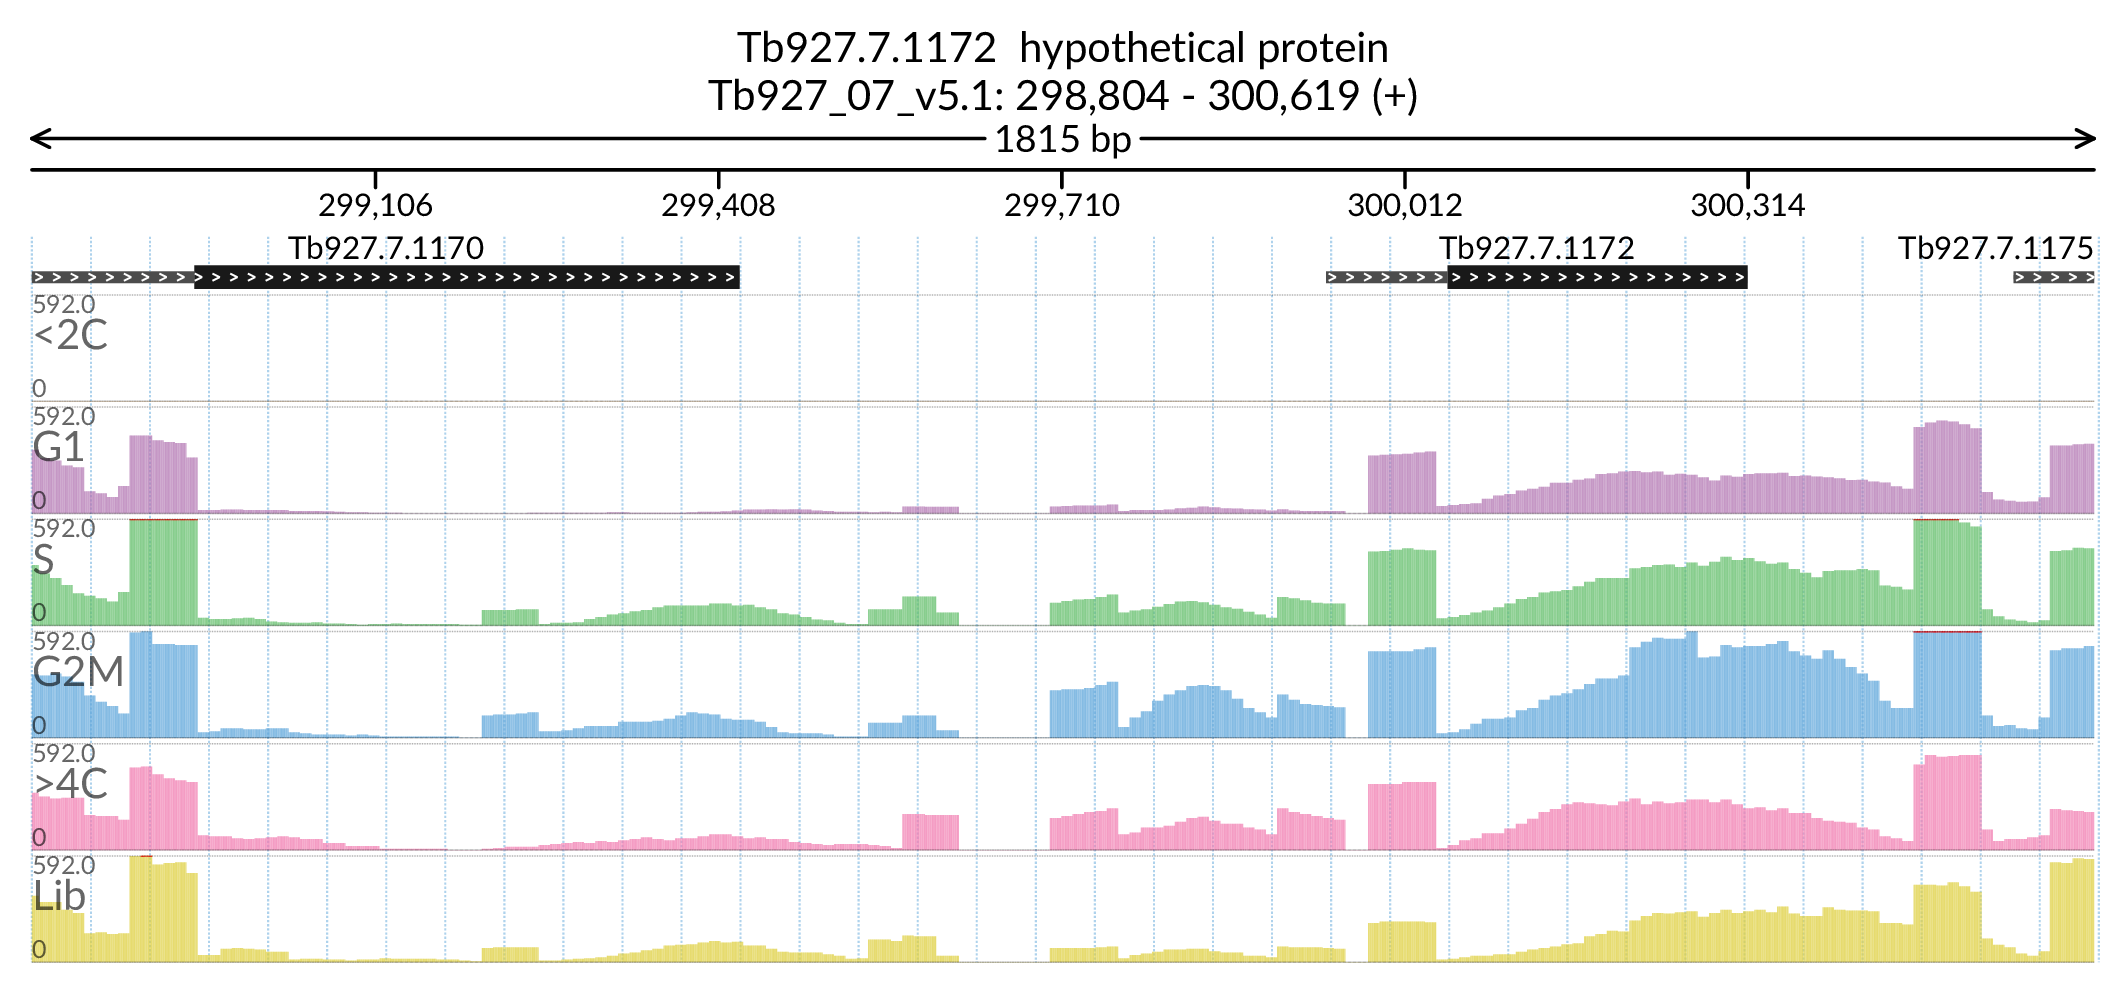 Tb927.7.1172 hypothetical protein
Tb927_07_v5.1: 298,804 - 300,619 (+)
1815 bp
299,106 299,408 299,710 300,012 300,314
Tb927.7.1170 Tb927.7.1172 Tb927.7.1175
592.0
<2C
0
592.0
G1
0
592.0
S
0
592.0
G2M
0
592.0
>4C
0
592.0
Lib
0